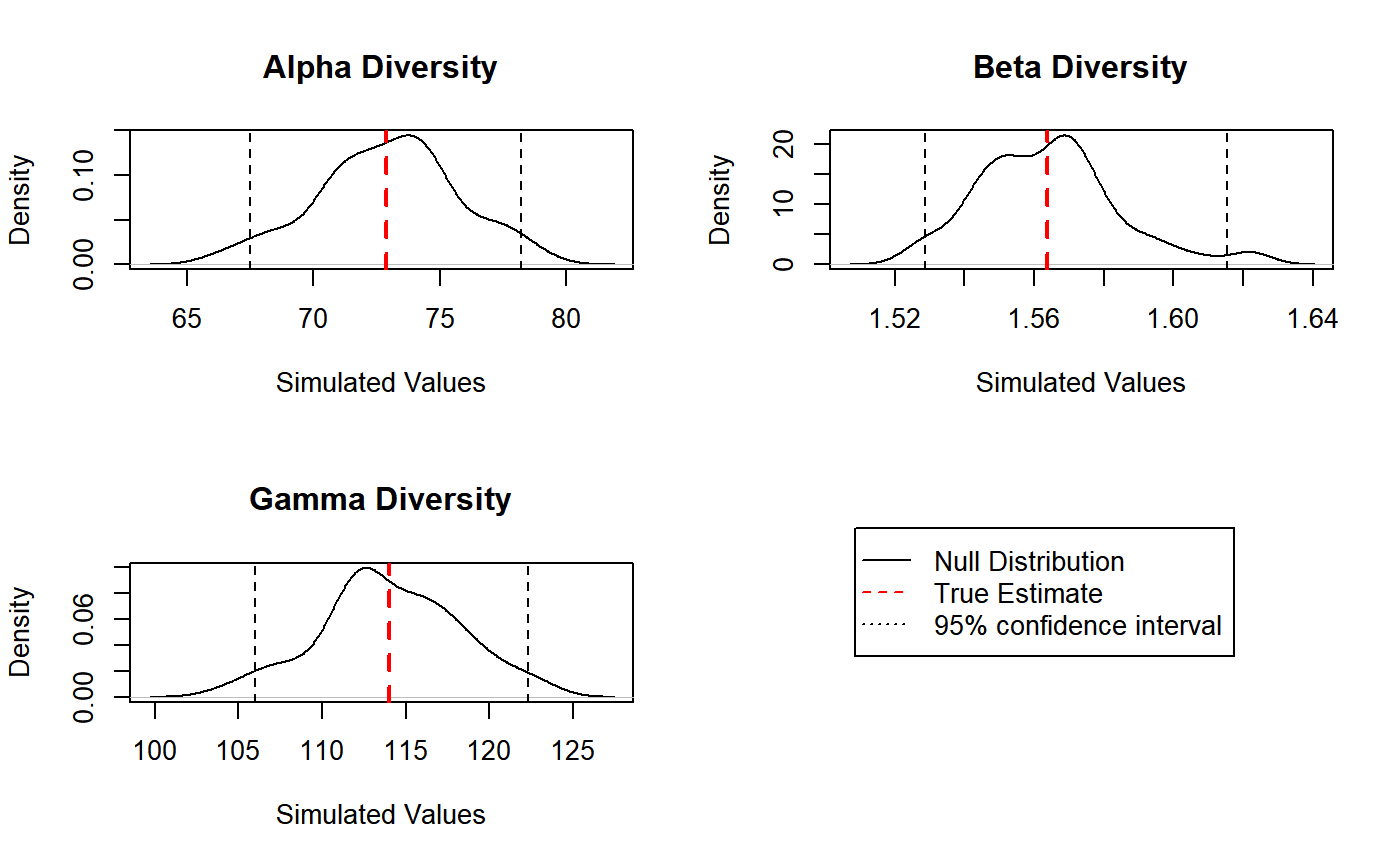 Alpha Diversity
Density
0.00 0.10
65 70 75 80
Simulated Values
Beta Diversity
Density
0 10 20
1.52 1.56 1.60 1.64
Simulated Values
Gamma Diversity
Density
0.00 0.06
100 105 110 115 120 125
Simulated Values
Null Distribution
True Estimate
95% confidence interval